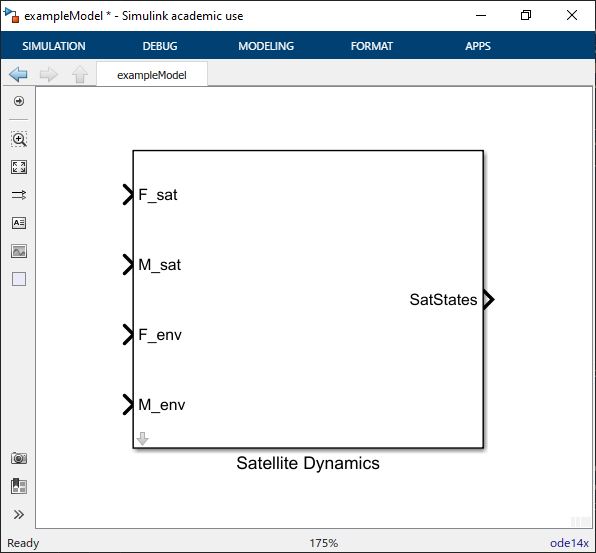 exampleModel * - Simulink academic use
SIMULATION DEBUG MODELING FORMAT APPS
exampleModel
F_sat
M_sat
SatStates
F_env
M_env
Satellite Dynamics
Ready 175% ode14x